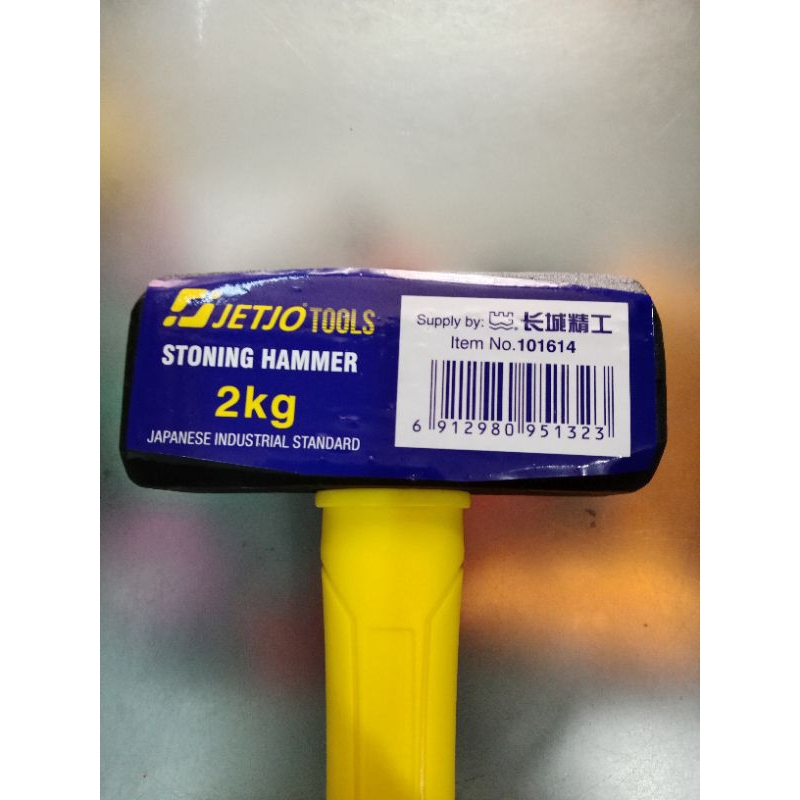 JETJO® TOOLS
STONING HAMMER
2kg
JAPANESE INDUSTRIAL STANDARD
Supply by: 长城精工
Item No.101614
6 912980 951323